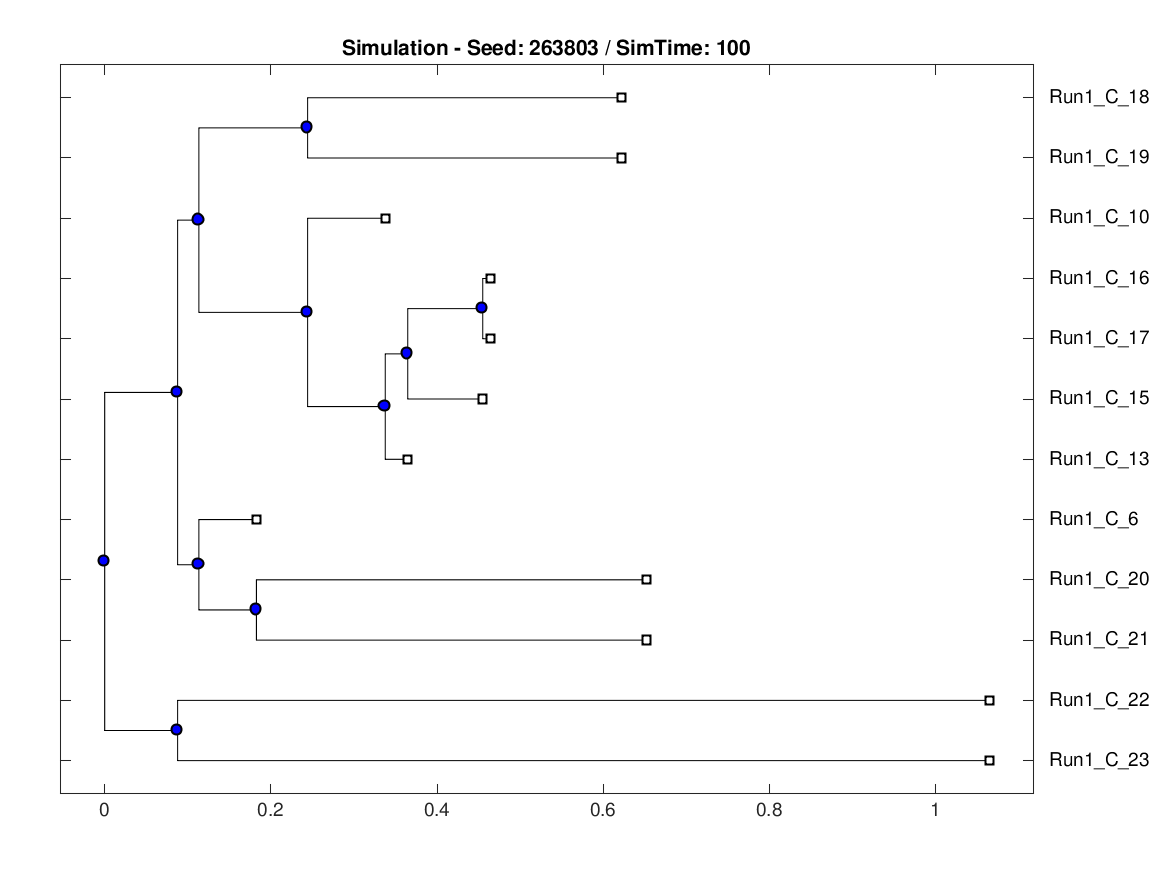 Simulation - Seed: 263803 / SimTime: 100
Run1_C_18
Run1_C_19
Run1_C_10
Run1_C_16
Run1_C_17
Run1_C_15
Run1_C_13
Run1_C_6
Run1_C_20
Run1_C_21
Run1_C_22
Run1_C_23
0 0.2 0.4 0.6 0.8 1